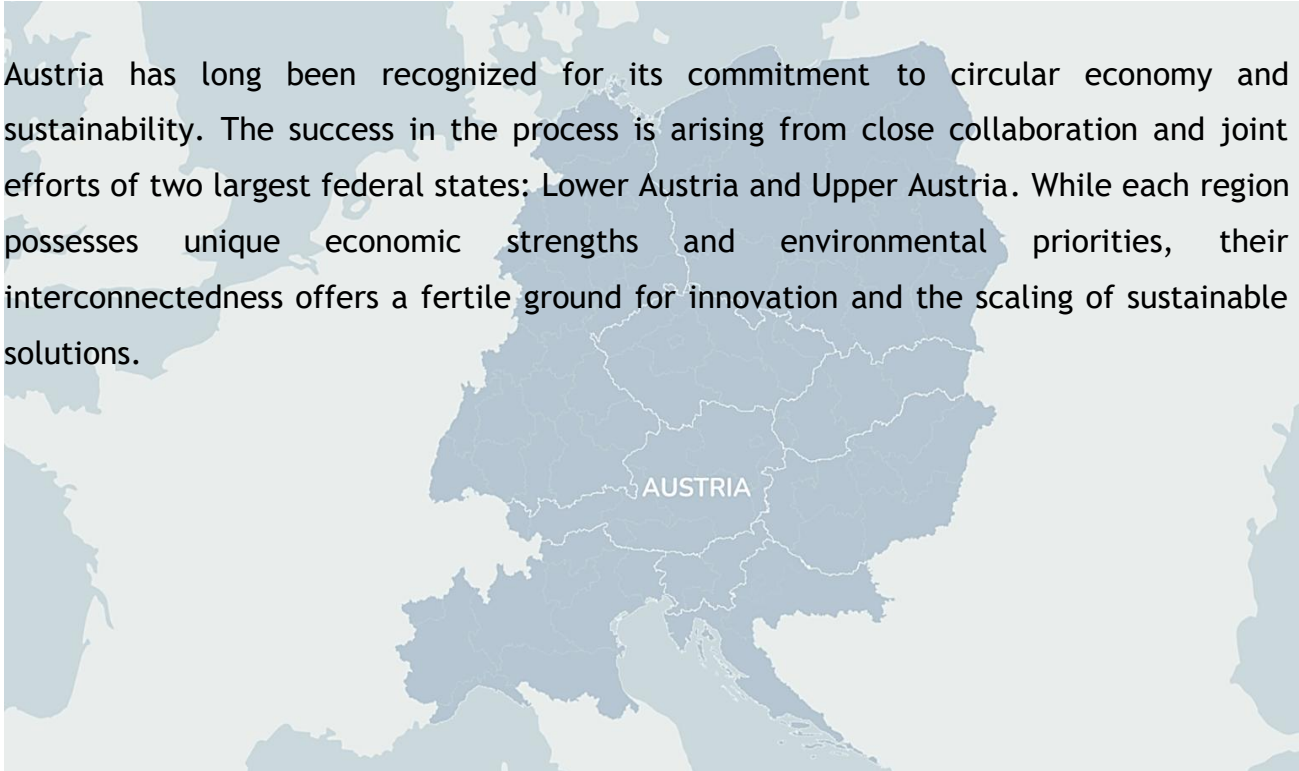 Austria has long been recognized for its commitment to circular economy and
sustainability. The success in the process is arising from close collaboration and joint
efforts of two largest federal states: Lower Austria and Upper Austria. While each region
possesses unique economic strengths and environmental priorities, their
interconnectedness offers a fertile ground for innovation and the scaling of sustainable
solutions.
AUSTRIA